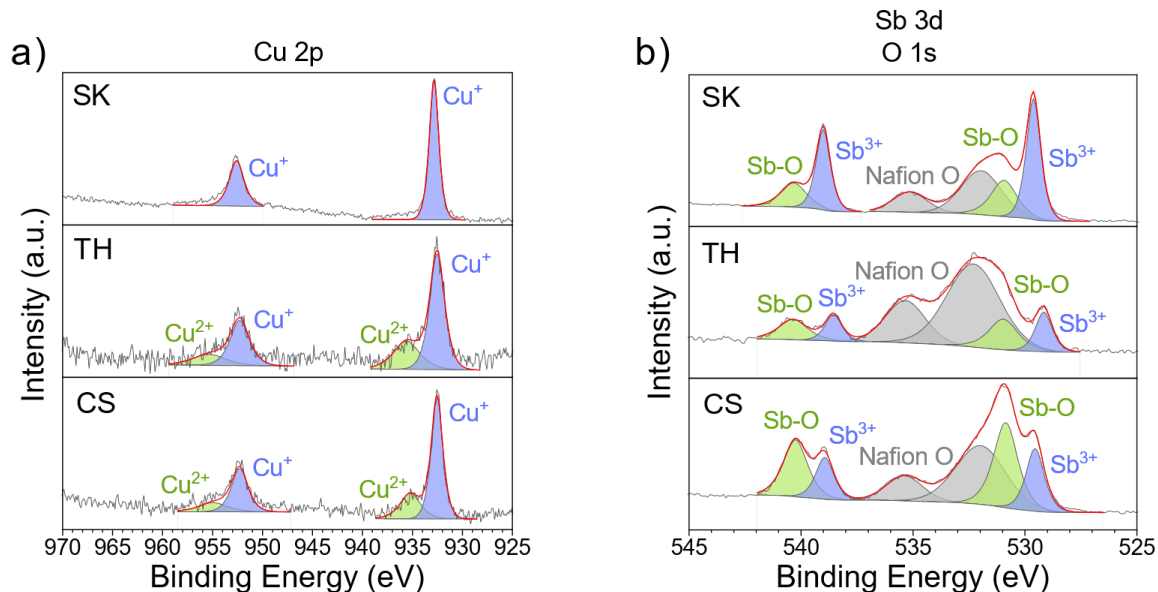 a)
Cu 2p
SK
Cu⁺
Cu⁺
TH
Cu²⁺
Cu⁺
Cu²⁺
Cu⁺
CS
Cu²⁺
Cu⁺
Cu²⁺
Cu⁺
Intensity (a.u.)
970 965 960 955 950 945 940 935 930 925
Binding Energy (eV)
b)
Sb 3d
O 1s
SK
Sb-O
Sb³⁺
Nafion O
Sb-O
Sb³⁺
TH
Sb-O
Sb³⁺
Nafion O
Sb-O
Sb³⁺
CS
Sb-O
Sb³⁺
Nafion O
Sb-O
Sb³⁺
Intensity (a.u.)
545 540 535 530 525
Binding Energy (eV)